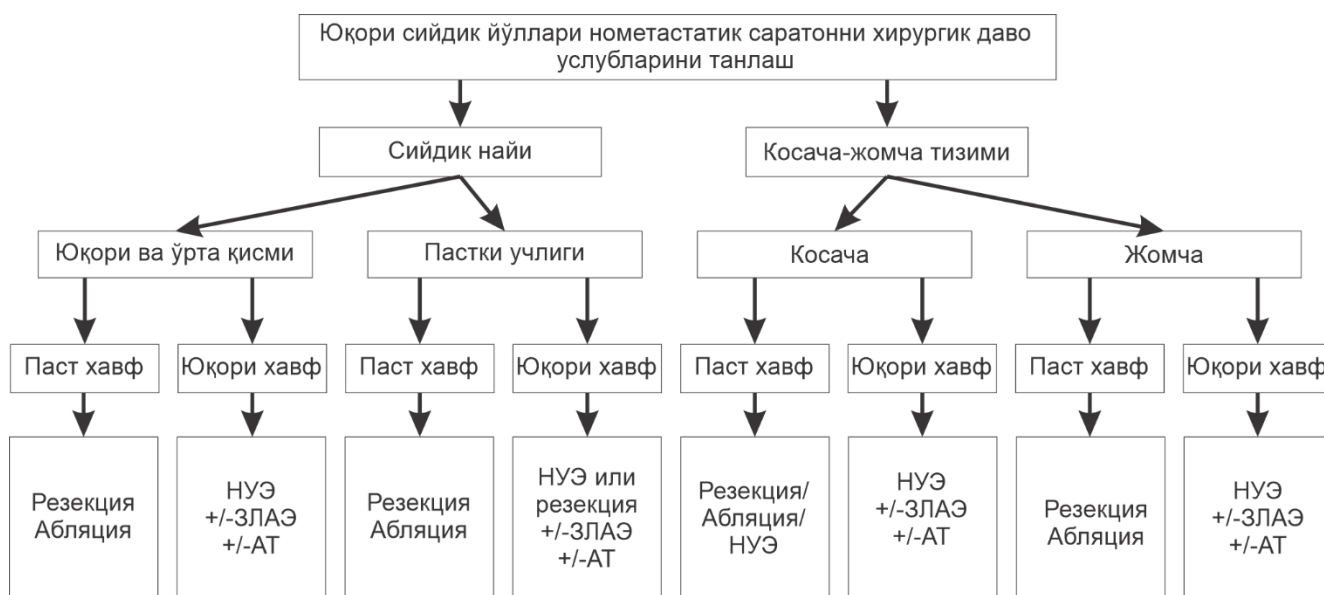 Юқори сийдик йўллари нометастатик саратонни хирургик даво
услубларини танлаш
Сийдик найи
Косача-жомча тизими
Юқори ва ўрта қисми
Пастки учлиги
Косача
Жомча
Паст хавф
Юқори хавф
Паст хавф
Юқори хавф
Паст хавф
Юқори хавф
Паст хавф
Юқори хавф
Резекция
Абляция
НУЭ
+/-ЗЛАЭ
+/-АТ
Резекция
Абляция
НУЭ или
резекция
+/-ЗЛАЭ
+/-АТ
Резекция/
Абляция/
НУЭ
НУЭ
+/-ЗЛАЭ
+/-АТ
Резекция
Абляция
НУЭ
+/-ЗЛАЭ
+/-АТ